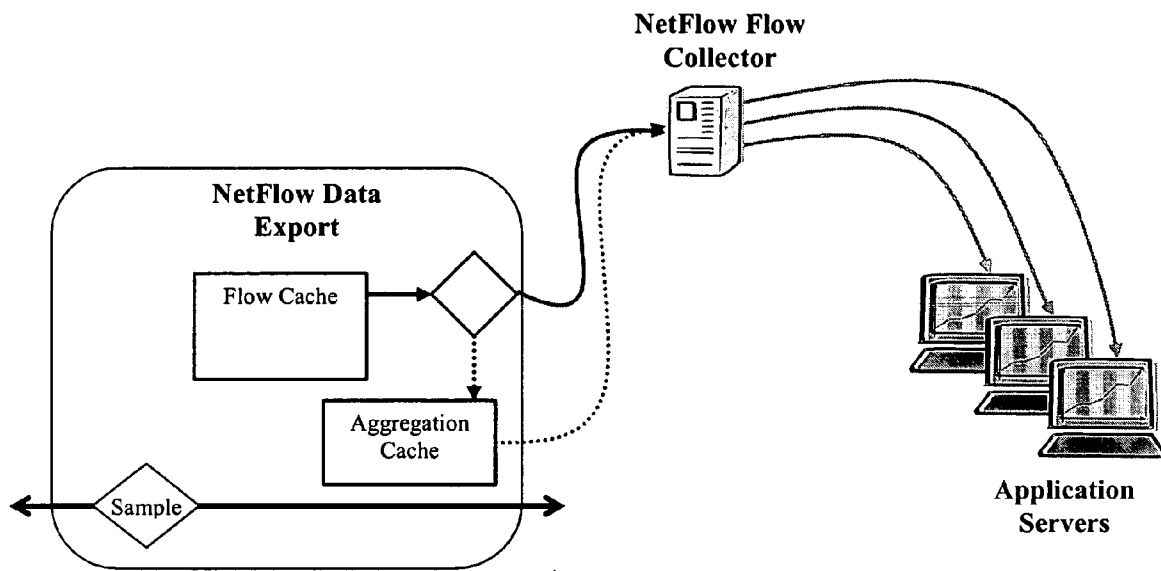 NetFlow Flow
Collector
NetFlow Data
Export
Flow Cache
Aggregation
Cache
Sample
Application
Servers